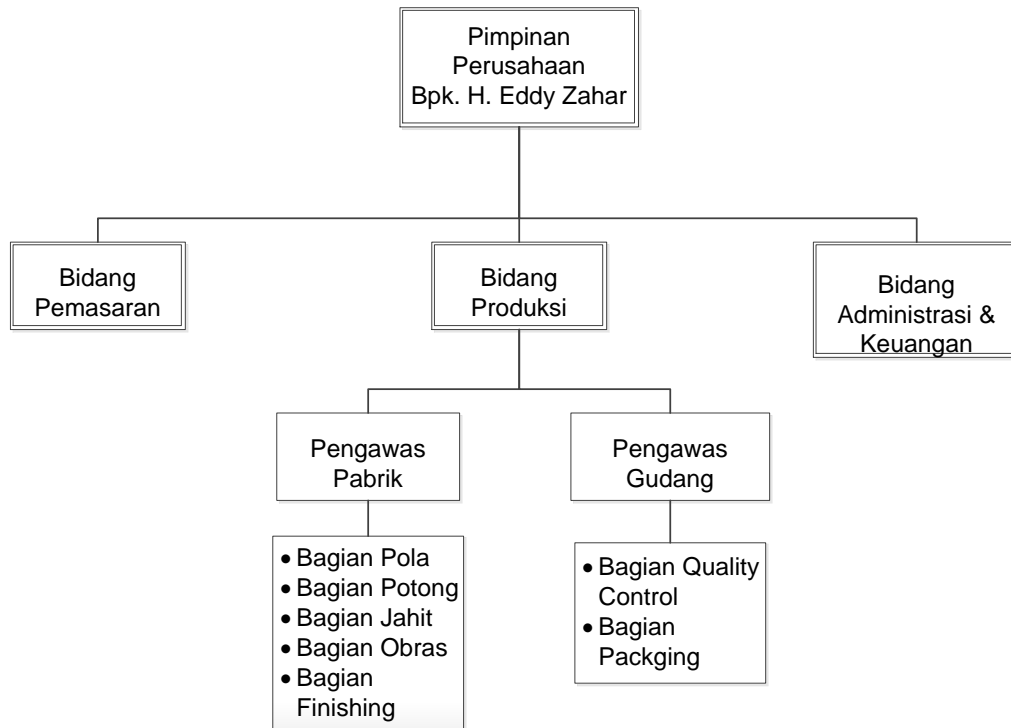 Pimpinan
Perusahaan
Bpk. H. Eddy Zahar
Bidang
Pemasaran
Bidang
Produksi
Bidang
Administrasi &
Keuangan
Pengawas
Pabrik
Pengawas
Gudang
• Bagian Pola
• Bagian Potong
• Bagian Jahit
• Bagian Obras
• Bagian
Finishing
• Bagian Quality
Control
• Bagian
Packging